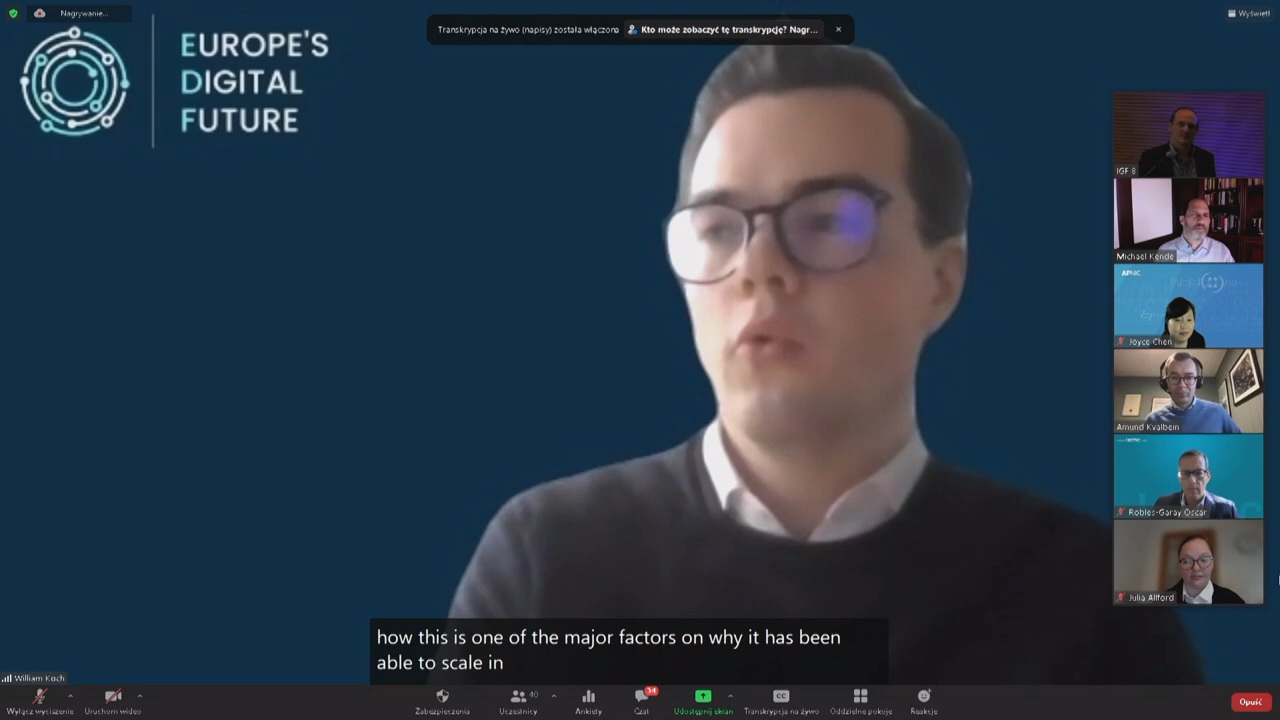 Nagrywanie...
Transkrypcja na żywo (napisy) została włączona
Kto może zobaczyć tę transkrypcję? Nagr...
Wyświetl
EUROPE'S
DIGITAL
FUTURE
IGF 8
Michael Kende
APNIC
Joyce Chen
Amund Kvalbein
Robles-Garay Oscar
Julia Allford
how this is one of the major factors on why it has been
able to scale in
William Koch
Wyłącz wyciszenie
Uruchom wideo
Zabezpieczenia
Uczestnicy
40
Ankiety
Czat
34
Udostępnij ekran
CC
Transkrypcja na żywo
Oddzielne pokoje
Reakcje
Opuść